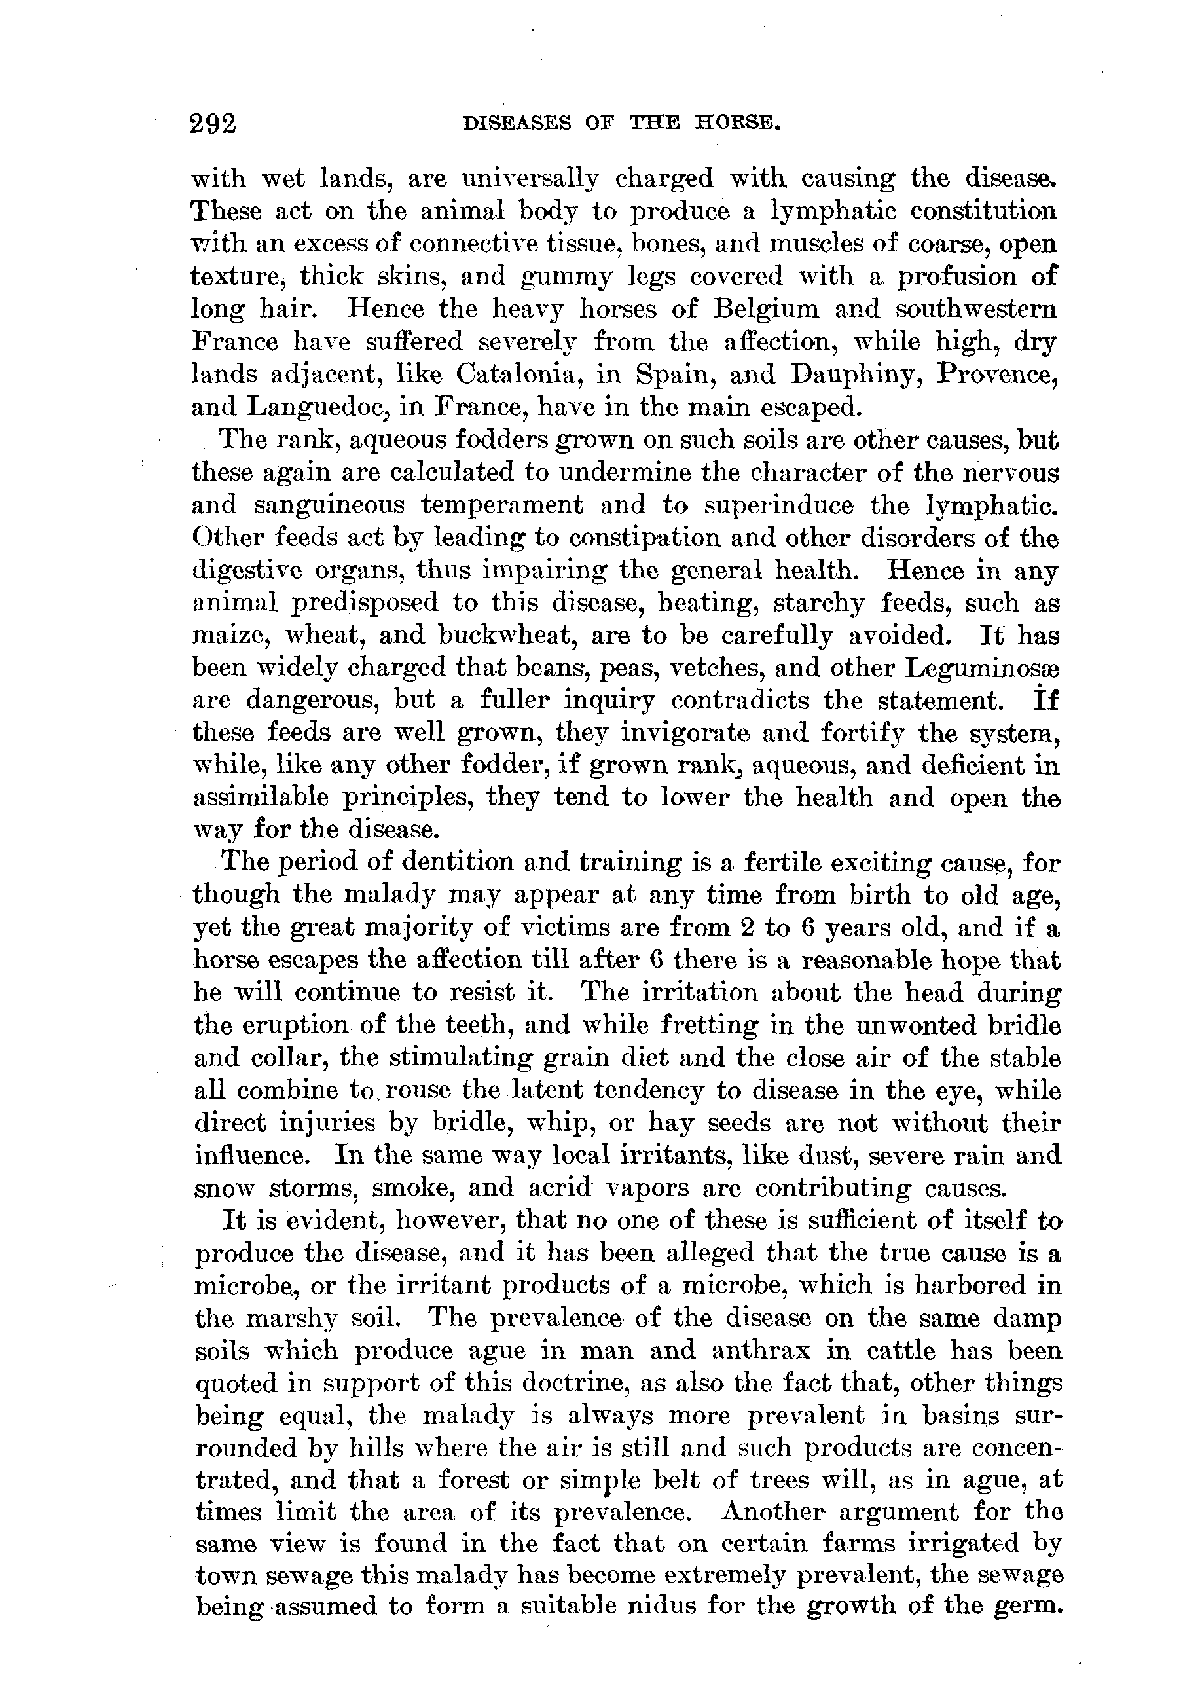 292 DISEASES OF THE HORSE.
with wet lands, are universally charged with causing the disease.
These act on the animal body to produce a lymphatic constitution
with an excess of connective tissue, bones, and muscles of coarse, open
texture, thick skins, and gummy legs covered with a profusion of
long hair. Hence the heavy horses of Belgium and southwestern
France have suffered severely from the affection, while high, dry
lands adjacent, like Catalonia, in Spain, and Dauphiny, Provence,
and Languedoc, in France, have in the main escaped.
The rank, aqueous fodders grown on such soils are other causes, but
these again are calculated to undermine the character of the nervous
and sanguineous temperament and to superinduce the lymphatic.
Other feeds act by leading to constipation and other disorders of the
digestive organs, thus impairing the general health. Hence in any
animal predisposed to this disease, heating, starchy feeds, such as
maize, wheat, and buckwheat, are to be carefully avoided. It has
been widely charged that beans, peas, vetches, and other Leguminosæ
are dangerous, but a fuller inquiry contradicts the statement. If
these feeds are well grown, they invigorate and fortify the system,
while, like any other fodder, if grown rank, aqueous, and deficient in
assimilable principles, they tend to lower the health and open the
way for the disease.
The period of dentition and training is a fertile exciting cause, for
though the malady may appear at any time from birth to old age,
yet the great majority of victims are from 2 to 6 years old, and if a
horse escapes the affection till after 6 there is a reasonable hope that
he will continue to resist it. The irritation about the head during
the eruption of the teeth, and while fretting in the unwonted bridle
and collar, the stimulating grain diet and the close air of the stable
all combine to rouse the latent tendency to disease in the eye, while
direct injuries by bridle, whip, or hay seeds are not without their
influence. In the same way local irritants, like dust, severe rain and
snow storms, smoke, and acrid vapors are contributing causes.
It is evident, however, that no one of these is sufficient of itself to
produce the disease, and it has been alleged that the true cause is a
microbe, or the irritant products of a microbe, which is harbored in
the marshy soil. The prevalence of the disease on the same damp
soils which produce ague in man and anthrax in cattle has been
quoted in support of this doctrine, as also the fact that, other things
being equal, the malady is always more prevalent in basins sur-
rounded by hills where the air is still and such products are concen-
trated, and that a forest or simple belt of trees will, as in ague, at
times limit the area of its prevalence. Another argument for the
same view is found in the fact that on certain farms irrigated by
town sewage this malady has become extremely prevalent, the sewage
being assumed to form a suitable nidus for the growth of the germ.